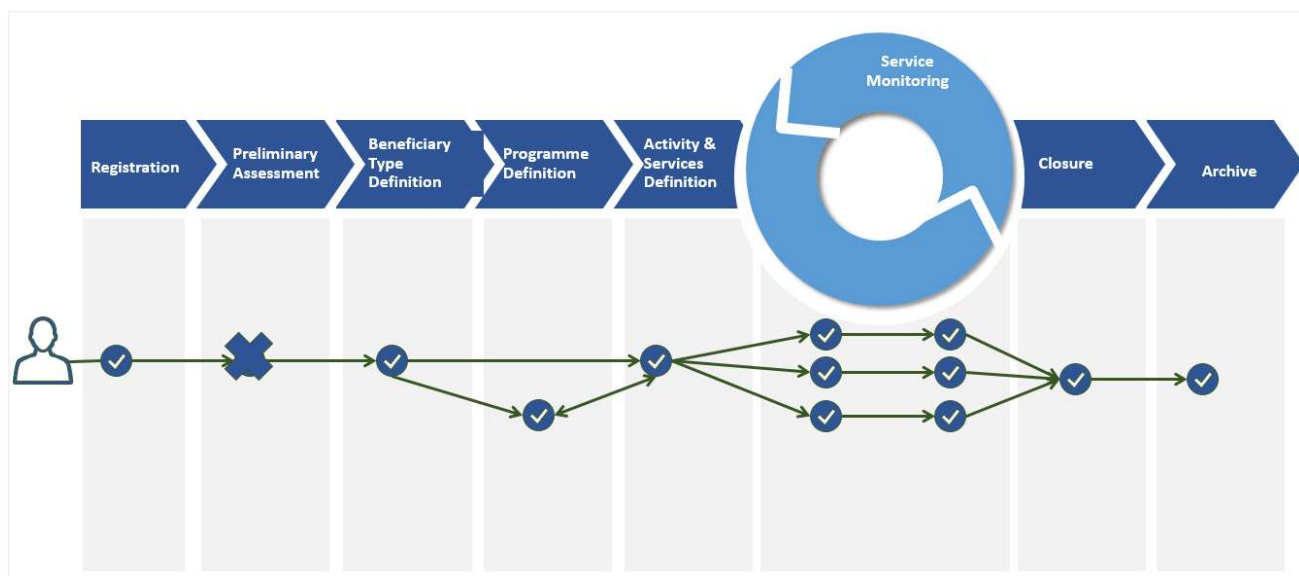 Service
Monitoring
Registration
Preliminary
Assessment
Beneficiary
Type
Definition
Programme
Definition
Activity &
Services
Definition
Closure
Archive